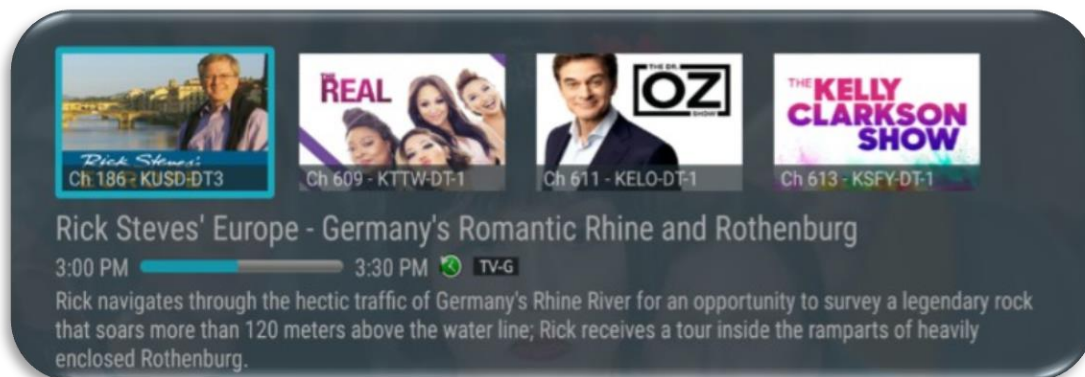 Rick Steves'
Ch 186 - KUSD-DT3
THE REAL
Ch 609 - KTTW-DT-1
THE DR.
OZ
SHOW
Ch 611 - KELO-DT-1
THE KELLY
CLARKSON
SHOW
Ch 613 - KSFY-DT-1
Rick Steves' Europe - Germany's Romantic Rhine and Rothenburg
3:00 PM 3:30 PM TV-G
Rick navigates through the hectic traffic of Germany's Rhine River for an opportunity to survey a legendary rock
that soars more than 120 meters above the water line; Rick receives a tour inside the ramparts of heavily
enclosed Rothenburg.